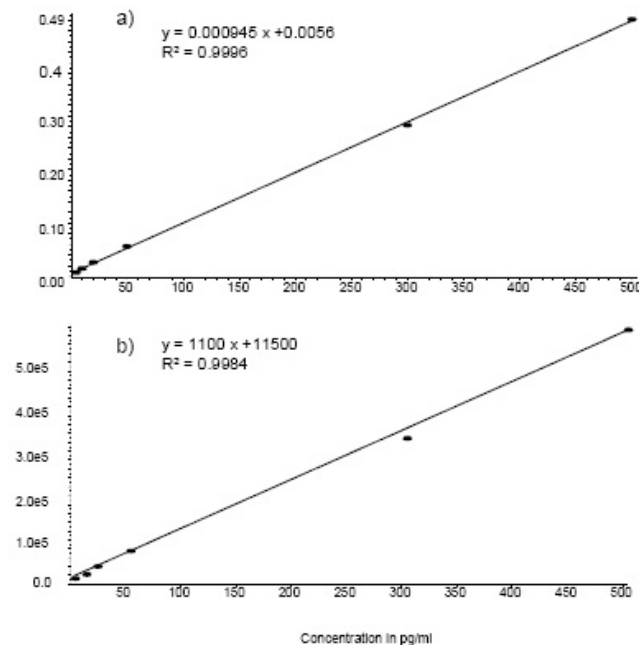 a)
y = 0.000945 x +0.0056
R² = 0.9996
0.49
0.4
0.30
0.20
0.10
0.00
50 100 150 200 250 300 350 400 450 500
b)
y = 1100 x +11500
R² = 0.9984
5.0e5
4.0e5
3.0e5
2.0e5
1.0e5
0.0
50 100 150 200 250 300 350 400 450 500
Concentration in pg/ml